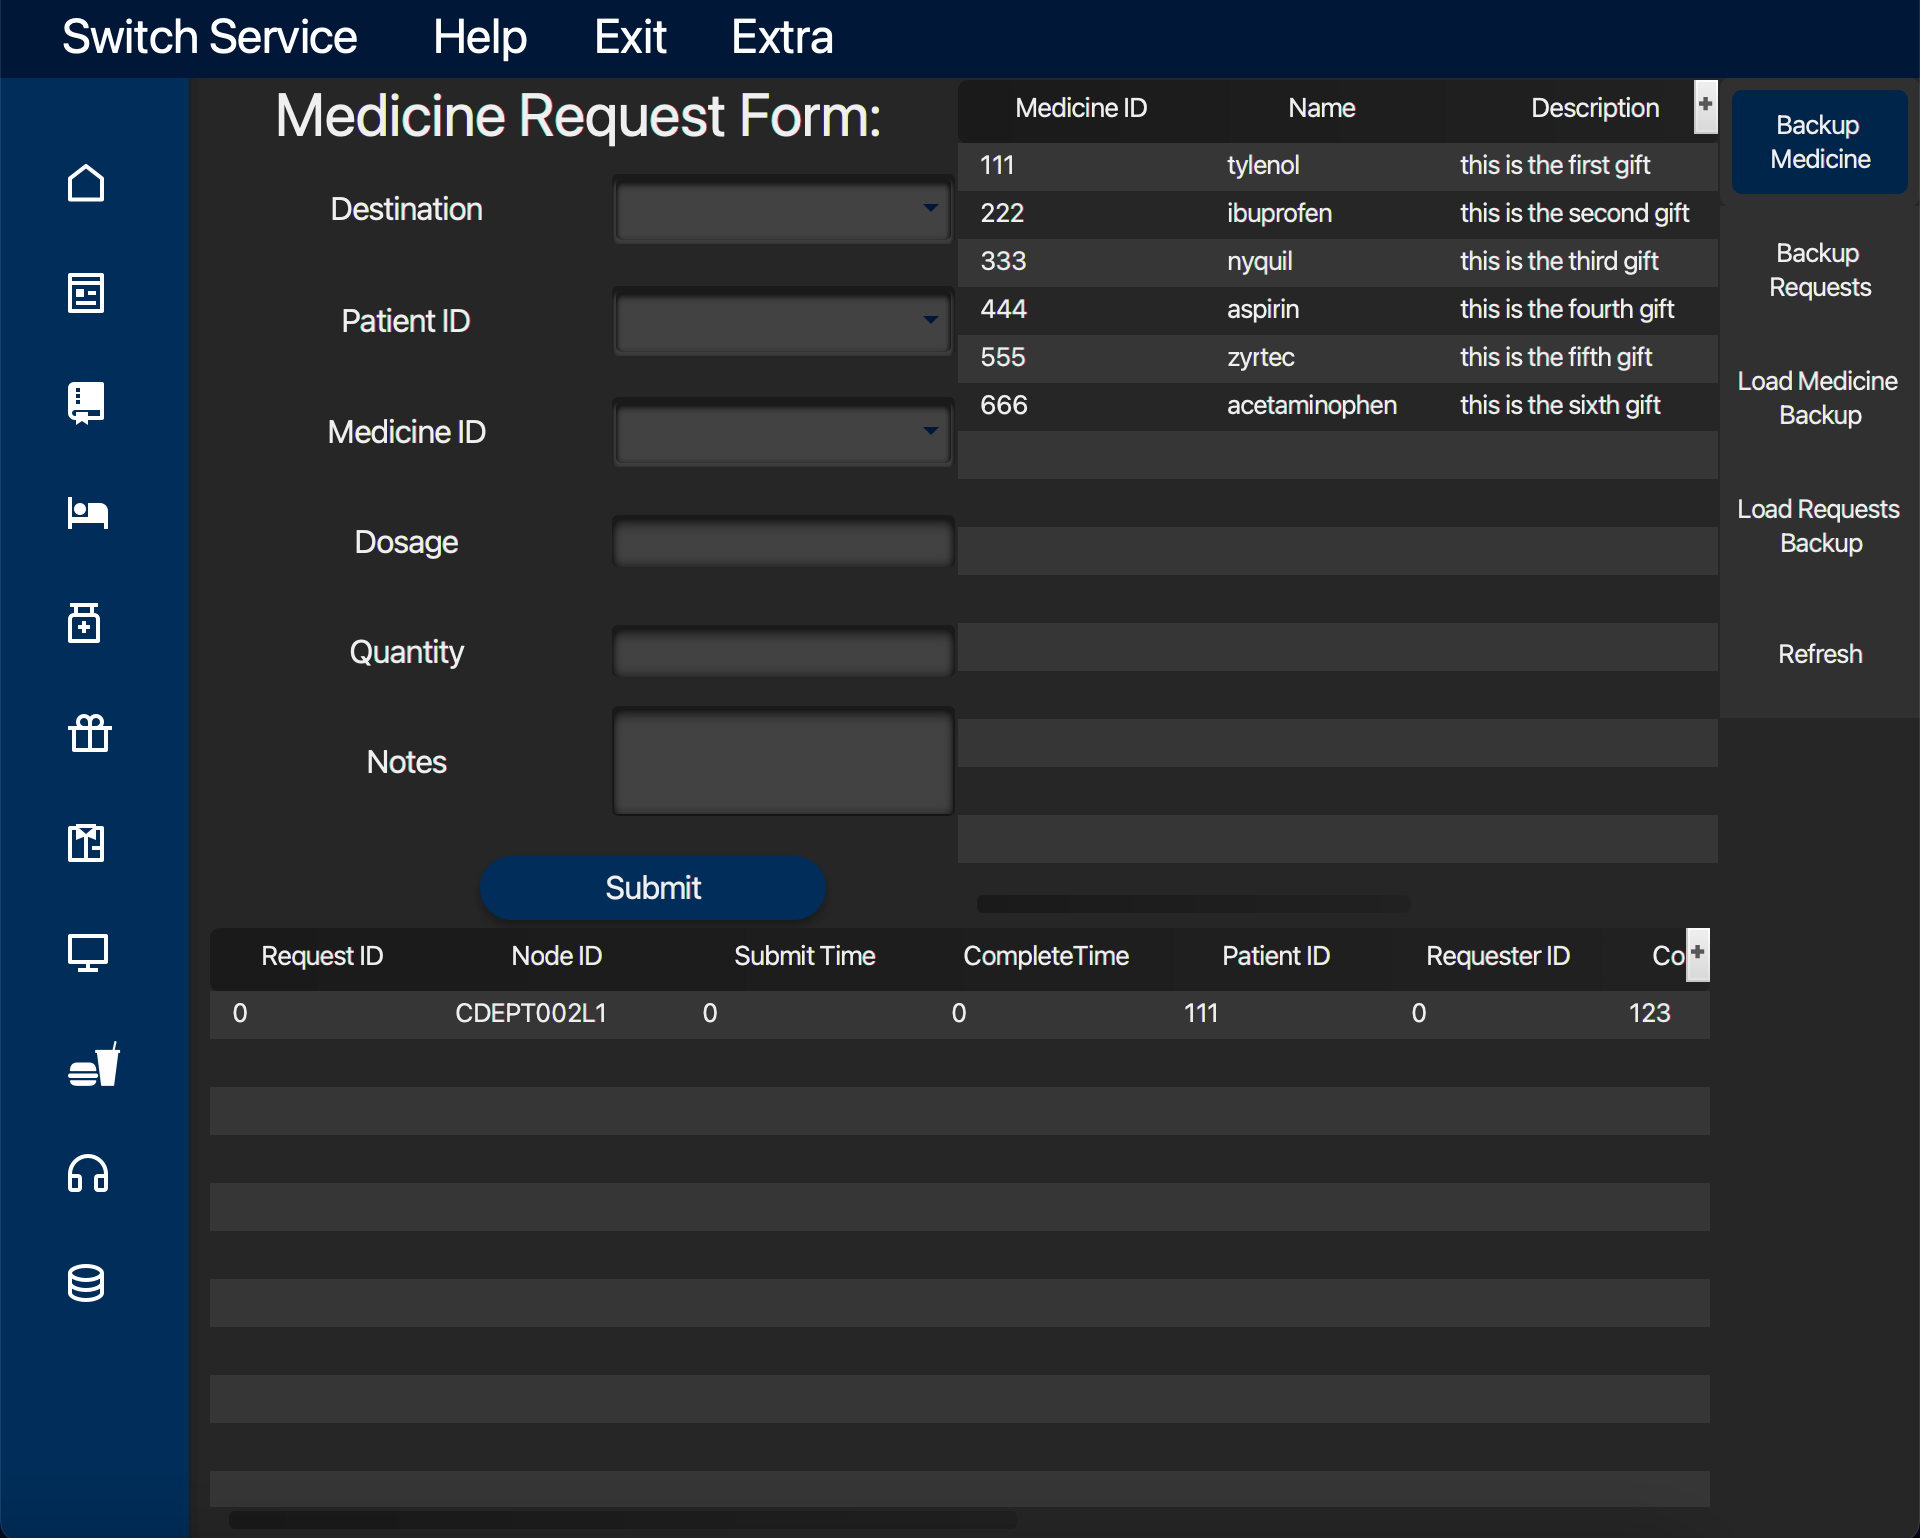 Switch Service Help Exit Extra
Medicine Request Form:
Destination
Patient ID
Medicine ID
Dosage
Quantity
Notes
Submit
Medicine ID Name Description +
111 tylenol this is the first gift
222 ibuprofen this is the second gift
333 nyquil this is the third gift
444 aspirin this is the fourth gift
555 zyrtec this is the fifth gift
666 acetaminophen this is the sixth gift
Backup
Medicine
Backup
Requests
Load Medicine
Backup
Load Requests
Backup
Refresh
Request ID Node ID Submit Time CompleteTime Patient ID Requester ID Co +
0 CDEPT002L1 0 0 111 0 123